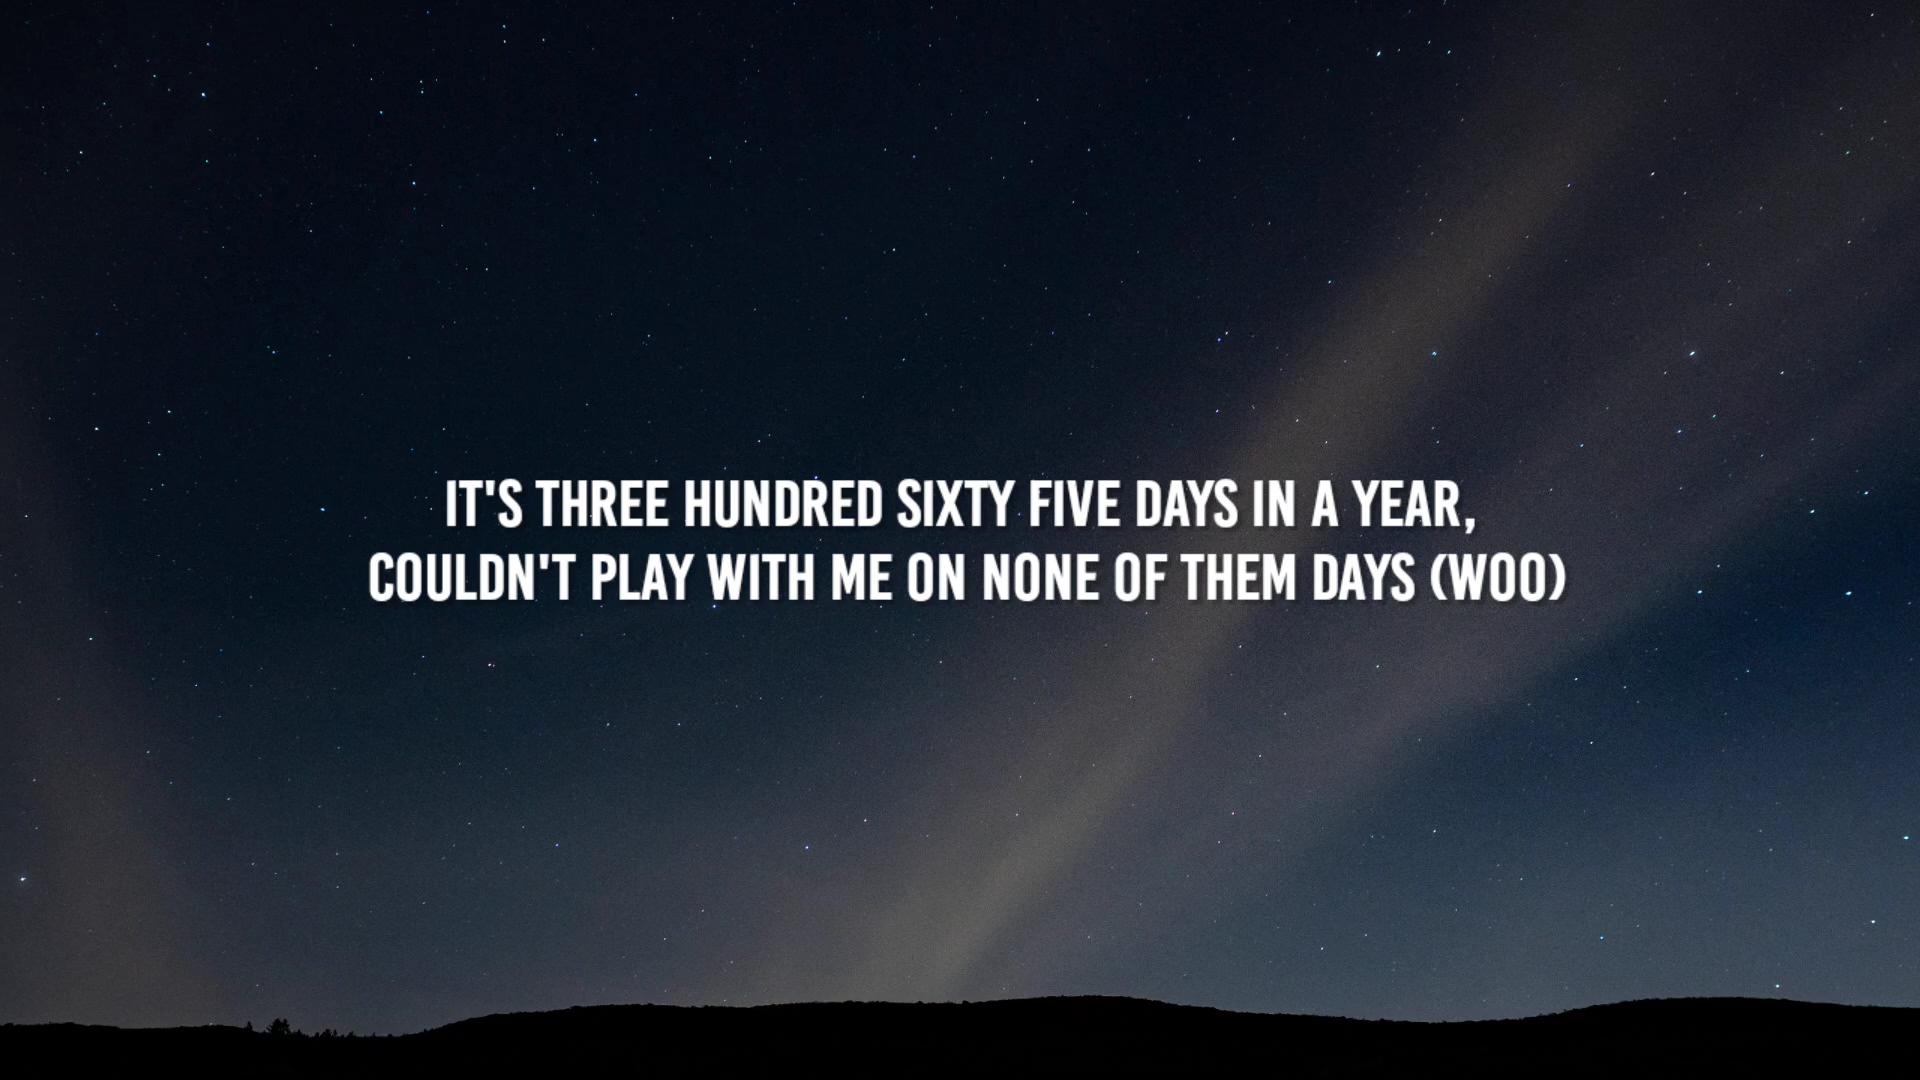 IT'S THREE HUNDRED SIXTY FIVE DAYS IN A YEAR,
COULDN'T PLAY WITH ME ON NONE OF THEM DAYS (WOO)